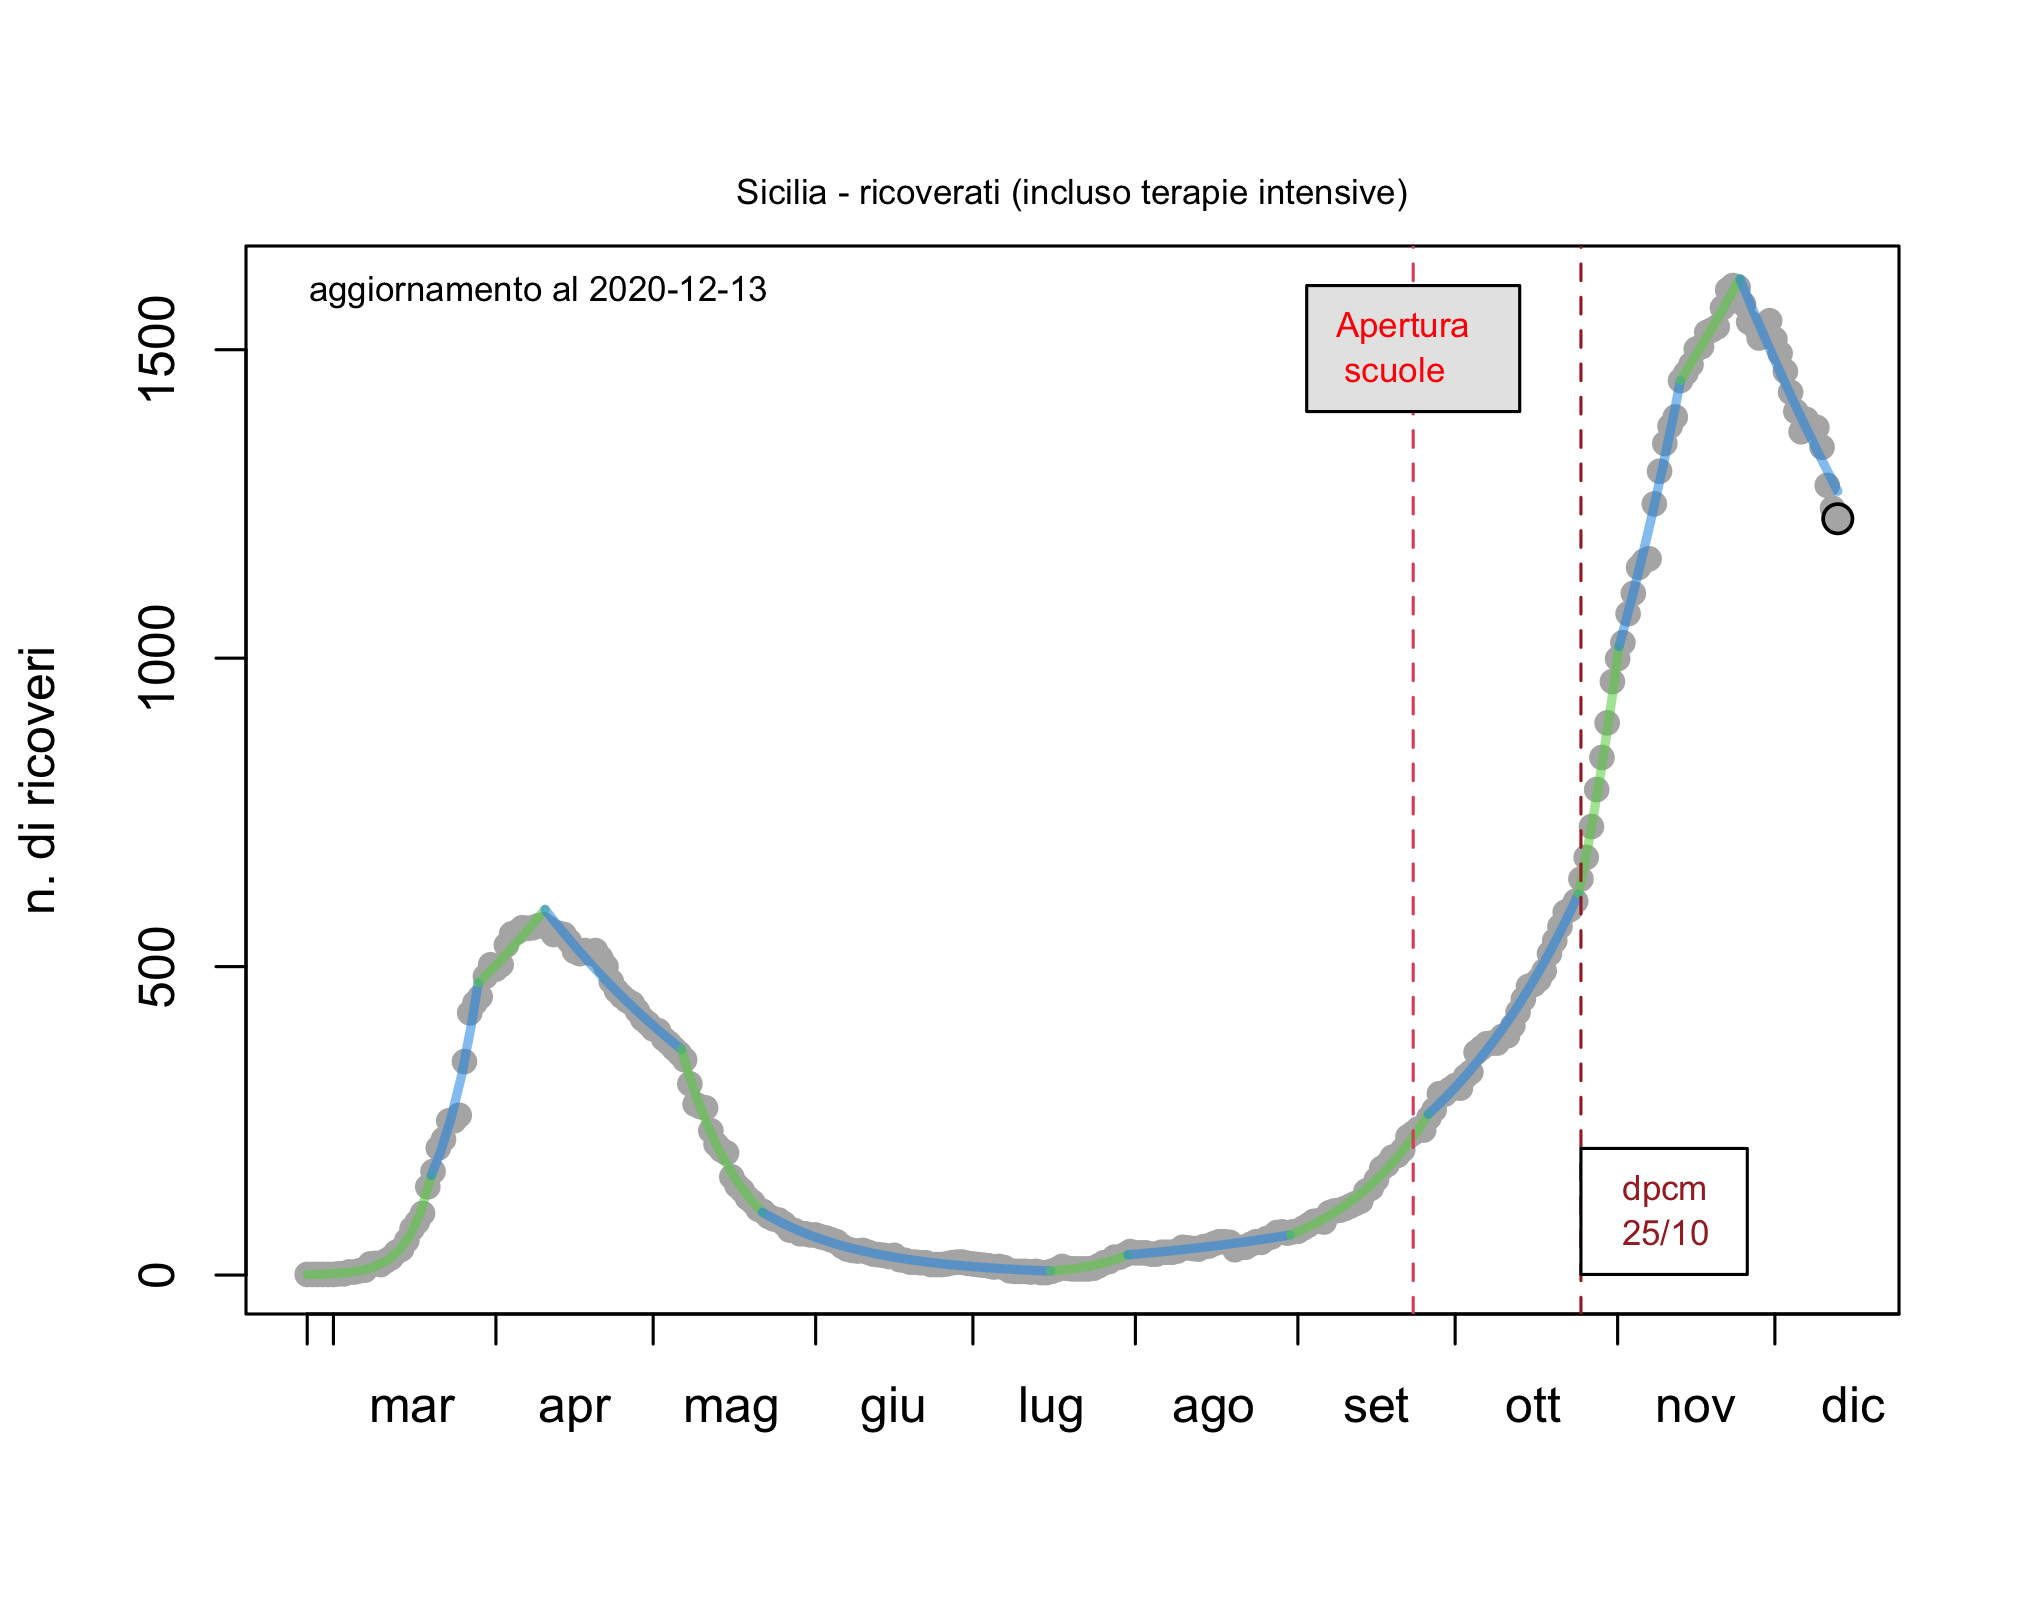 Sicilia - ricoverati (incluso terapie intensive)
aggiornamento al 2020-12-13
Apertura
scuole
dpcm
25/10
n. di ricoveri
1500
1000
500
0
mar apr mag giu lug ago set ott nov dic